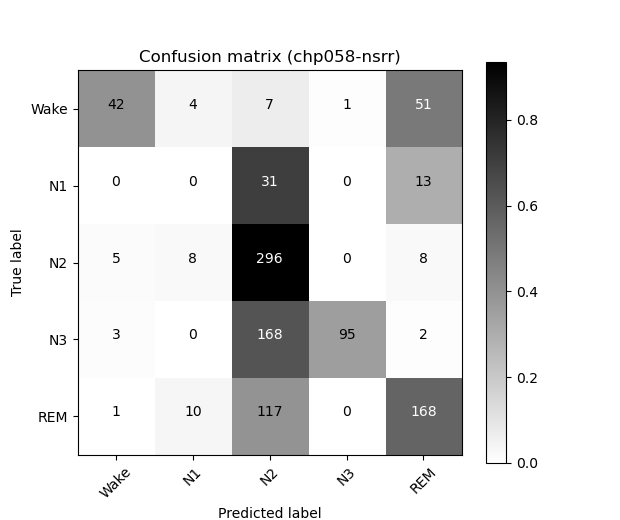 Confusion matrix (chp058-nsrr)
Wake 42 4 7 1 51
N1 0 0 31 0 13
N2 5 8 296 0 8
N3 3 0 168 95 2
REM 1 10 117 0 168
Wake N1 N2 N3 REM
True label
Predicted label
0.8
0.6
0.4
0.2
0.0